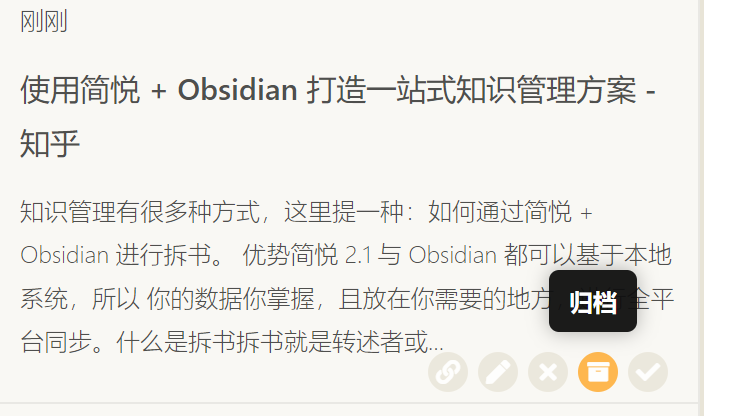 刚刚
使用简悦 + Obsidian 打造一站式知识管理方案 -
知乎
知识管理有很多种方式，这里提一种：如何通过简悦 +
Obsidian 进行拆书。 优势简悦 2.1 与 Obsidian 都可以基于本地
系统，所以 你的数据你掌握，且放在你需要的地方 全平
归档
台同步。什么是拆书拆书就是转述者或...